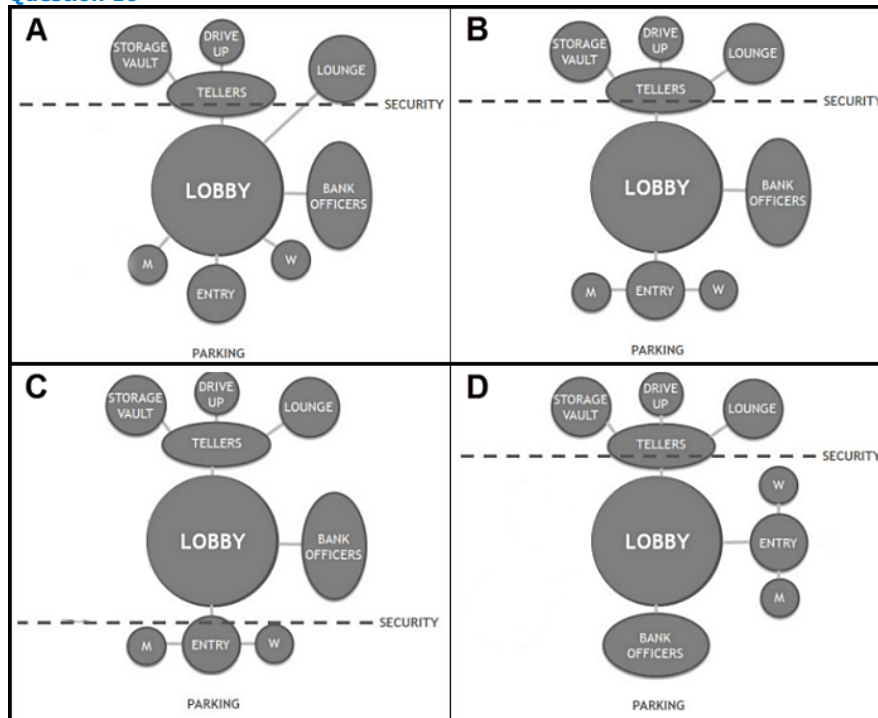 A
STORAGE
VAULT
DRIVE
UP
LOUNGE
TELLERS
SECURITY
LOBBY
BANK
OFFICERS
M
W
ENTRY
PARKING
B
STORAGE
VAULT
DRIVE
UP
LOUNGE
TELLERS
SECURITY
LOBBY
BANK
OFFICERS
M
ENTRY
W
PARKING
C
STORAGE
VAULT
DRIVE
UP
LOUNGE
TELLERS
LOBBY
BANK
OFFICERS
SECURITY
M
ENTRY
W
PARKING
D
STORAGE
VAULT
DRIVE
UP
LOUNGE
TELLERS
SECURITY
W
LOBBY
ENTRY
M
BANK
OFFICERS
PARKING